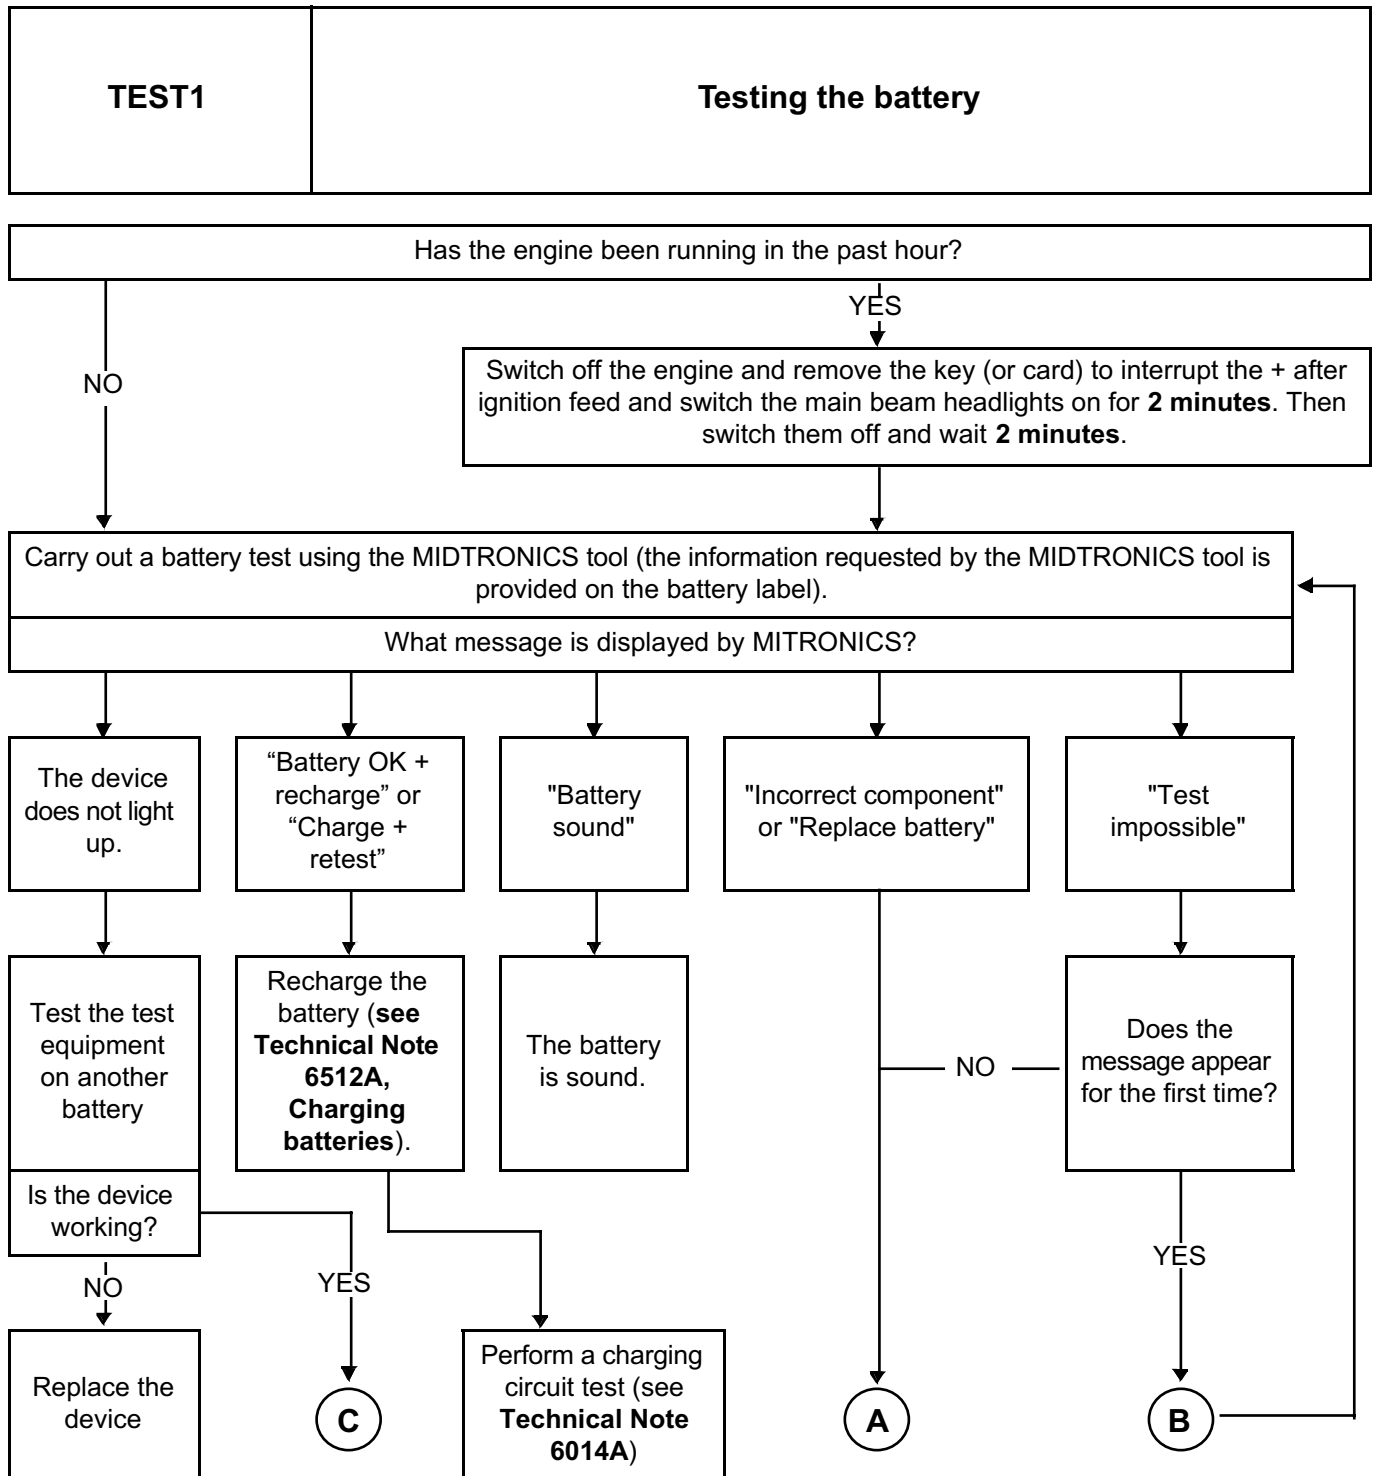 TEST1
Testing the battery
Has the engine been running in the past hour?
YES
NO
Switch off the engine and remove the key (or card) to interrupt the + after
ignition feed and switch the main beam headlights on for 2 minutes. Then
switch them off and wait 2 minutes.
Carry out a battery test using the MIDTRONICS tool (the information requested by the MIDTRONICS tool is
provided on the battery label).
What message is displayed by MITRONICS?
The device
does not light
up.
“Battery OK +
recharge” or
“Charge +
retest”
"Battery
sound"
"Incorrect component"
or "Replace battery"
"Test
impossible"
Test the test
equipment
on another
battery
Recharge the
battery (see
Technical Note
6512A,
Charging
batteries).
The battery
is sound.
NO
Does the
message appear
for the first time?
Is the device
working?
NO
YES
YES
Replace the
device
C
Perform a charging
circuit test (see
Technical Note
6014A)
A
B